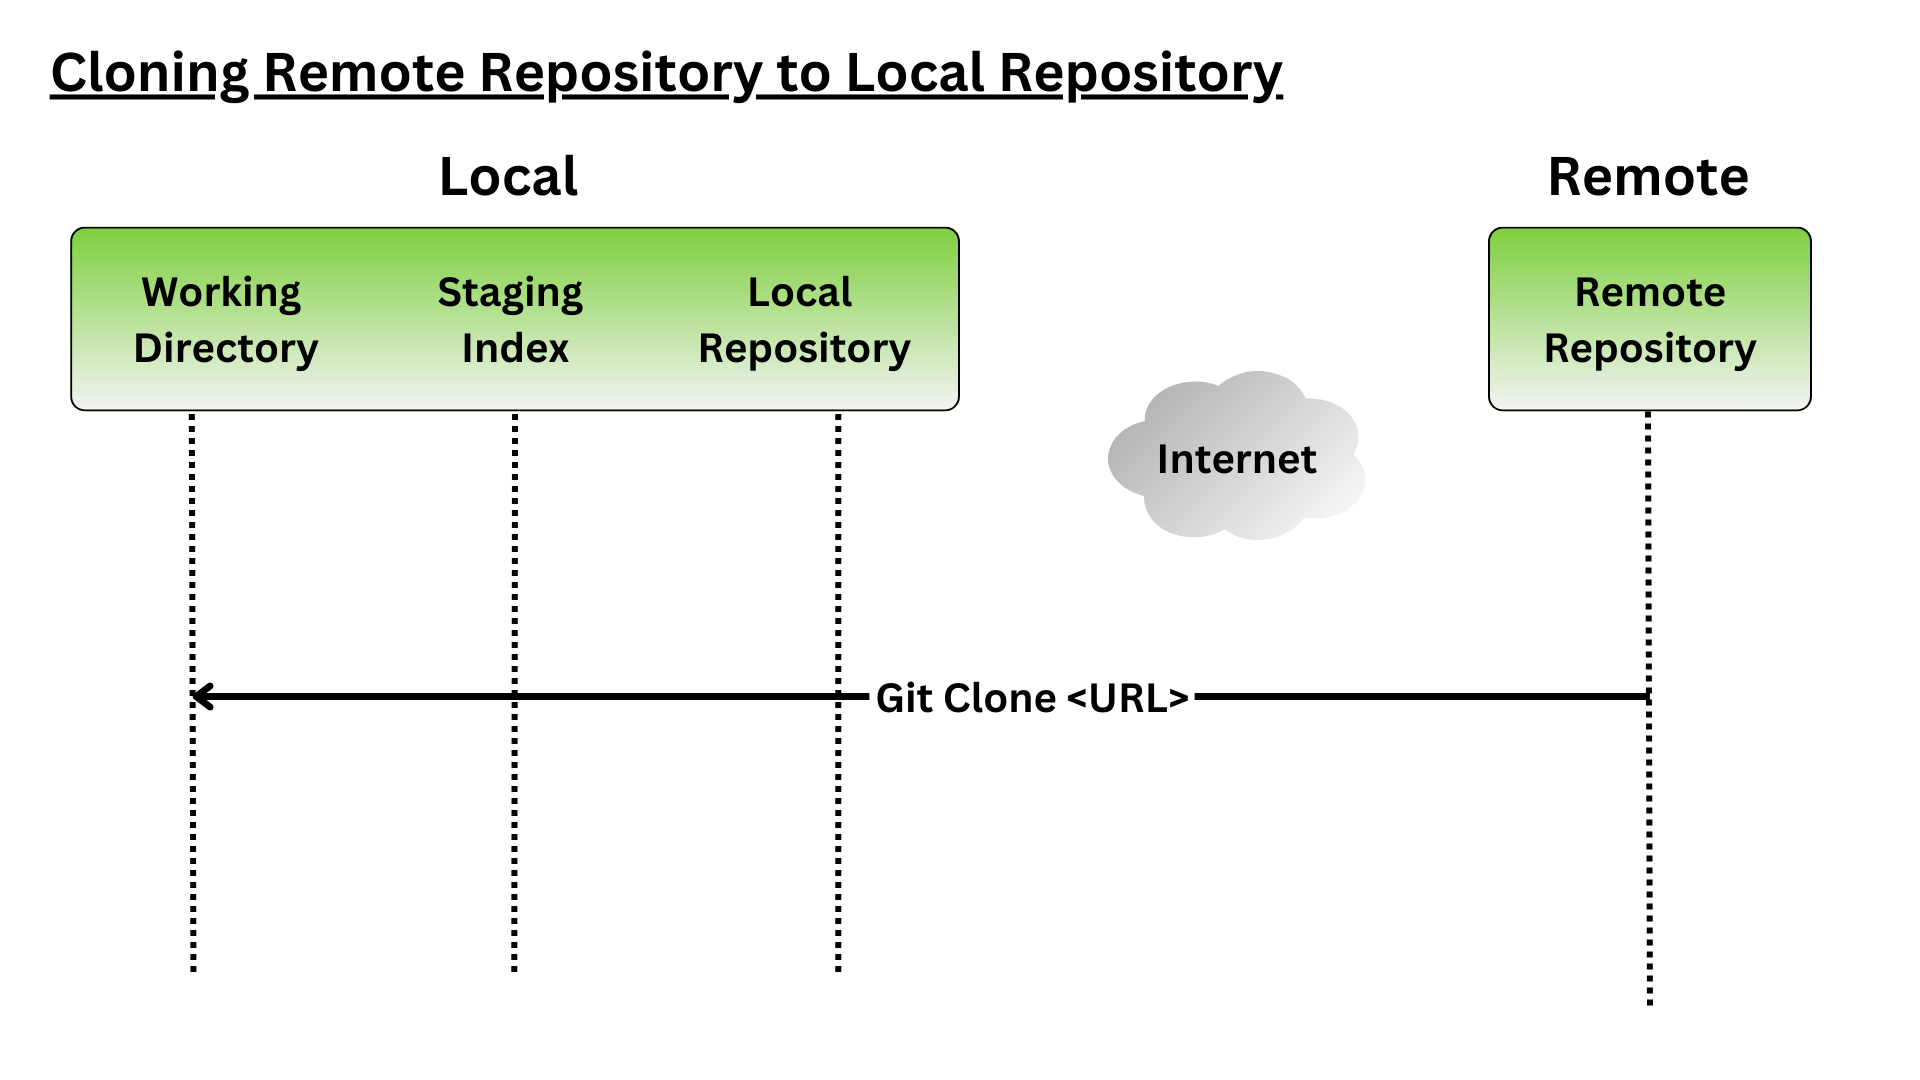 Cloning Remote Repository to Local Repository
Local
Remote
Working
Directory
Staging
Index
Local
Repository
Remote
Repository
Internet
Git Clone <URL>